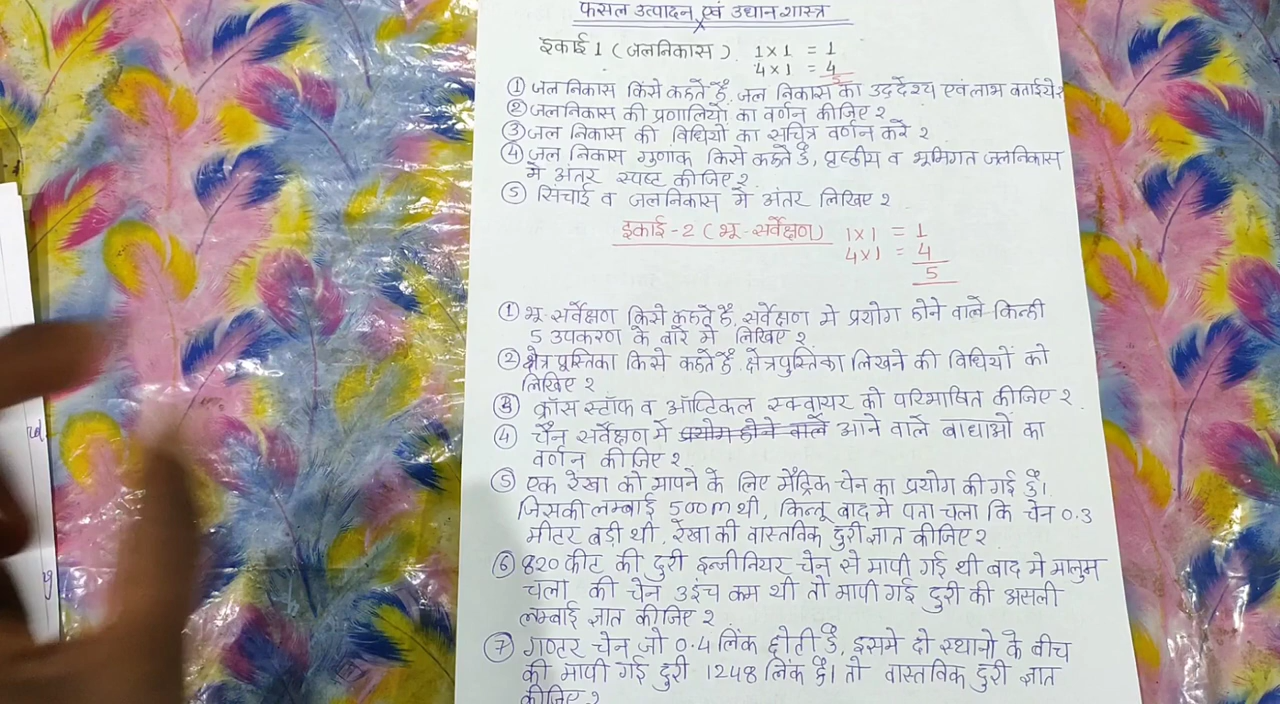 फसल उत्पादन एवं उद्यान शास्त्र
इकाई 1 (जलनिकास) 1×1 = 1
4×1 = 4
5
① जल निकास किसे कहते हैं, जल निकास का उद्देश्य एवं लाभ बताईये?
② जलनिकास की प्रणालियों का वर्णन कीजिए?
③ जल निकास की विधियों का सचित्र वर्णन करें?
④ जल निकास गुणांक किसे कहते हैं, पृष्ठीय व भूमिगत जलनिकास
में अंतर स्पष्ट कीजिए?
⑤ सिंचाई व जलनिकास में अंतर लिखिए?
इकाई-2 (भू-सर्वेक्षण) 1×1 = 1
4×1 = 4
5
① भू-सर्वेक्षण किसे कहते हैं, सर्वेक्षण मे प्रयोग होने वाले किन्ही
5 उपकरण के बारे में लिखिए?
② क्षेत्र पुस्तिका किसे कहते हैं क्षेत्रपुस्तिका लिखने की विधियों को
लिखिए?
③ क्रॉस स्टॉफ व ऑप्टिकल स्क्वायर को परिभाषित कीजिए?
④ चैन सर्वेक्षण में प्रयोग होने वाले आने वाले बाधाओं का
वर्णन कीजिए?
⑤ एक रेखा को मापने के लिए मैट्रिक चेन का प्रयोग की गई है।
जिसकी लम्बाई 500m थी, किन्तू बाद मे पता चला कि चेन 0.3
मीटर बड़ी थी, रेखा की वास्तविक दुरी ज्ञात कीजिए?
⑥ 820 फीट की दुरी इन्जीनियर चेन से मापी गई थी बाद मे मालुम
चला की चेन 3 इंच कम थी तो मापी गई दुरी की असली
लम्बाई ज्ञात कीजिए?
⑦ गण्टर चेन जो 0.4 लिंक छोटी है, इसमे दो स्थानो के बीच
की मापी गई दुरी 1248 लिंक है। तो वास्तविक दुरी ज्ञात
कीजिए?